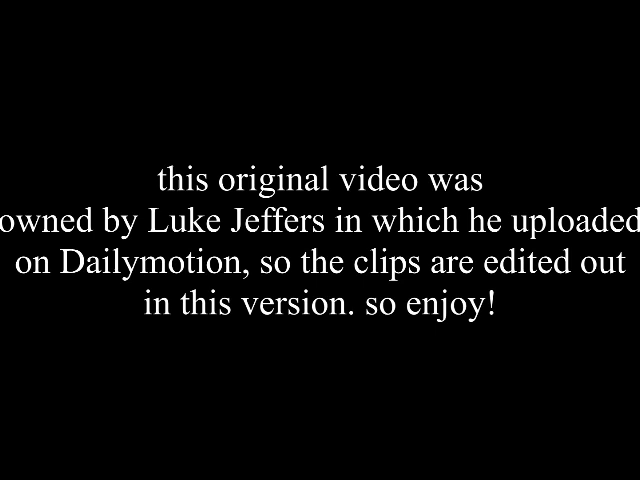 this original video was
owned by Luke Jeffers in which he uploaded
on Dailymotion, so the clips are edited out
in this version. so enjoy!